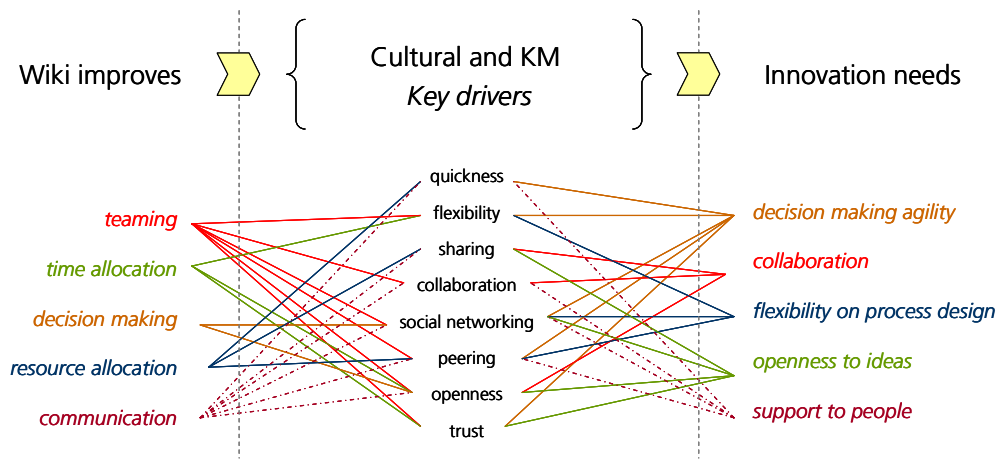 Wiki improves
Cultural and KM
Key drivers
Innovation needs
teaming
time allocation
decision making
resource allocation
communication
quickness
flexibility
sharing
collaboration
social networking
peering
openness
trust
decision making agility
collaboration
flexibility on process design
openness to ideas
support to people